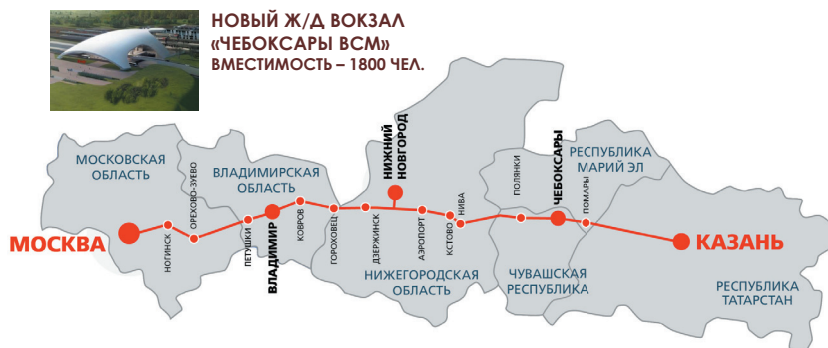 НОВЫЙ Ж/Д ВОКЗАЛ
«ЧЕБОКСАРЫ ВСМ»
ВМЕСТИМОСТЬ – 1800 ЧЕЛ.
МОСКОВСКАЯ
ОБЛАСТЬ
ВЛАДИМИРСКАЯ
ОБЛАСТЬ
НИЖЕГОРОДСКАЯ
ОБЛАСТЬ
ЧУВАШСКАЯ
РЕСПУБЛИКА
РЕСПУБЛИКА
МАРИЙ ЭЛ
РЕСПУБЛИКА
ТАТАРСТАН
МОСКВА
НОГИНСК
ОРЕХОВО-ЗУЕВО
ПЕТУШКИ
ВЛАДИМИР
КОВРОВ
ГОРОХОВЕЦ
ДЗЕРЖИНСК
НИЖНИЙ
НОВГОРОД
АЭРОПОРТ
КСТОВО
НИВА
ПОЛЯНКИ
ЧЕБОКСАРЫ
ПОМАРЫ
КАЗАНЬ